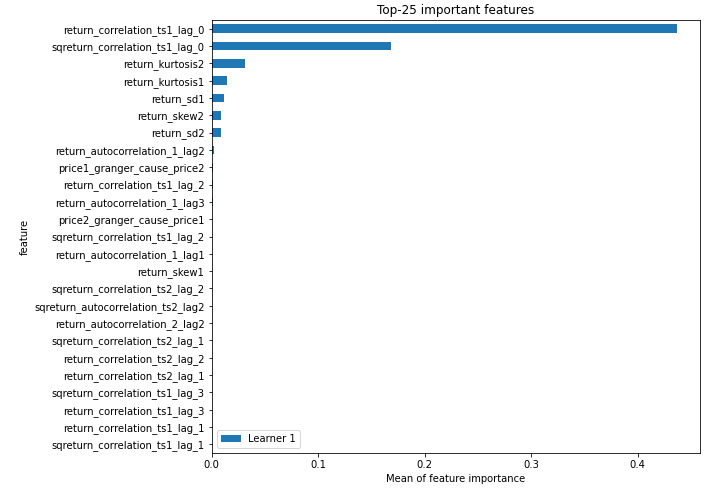 Top-25 important features
return_correlation_ts1_lag_0
sqreturn_correlation_ts1_lag_0
return_kurtosis2
return_kurtosis1
return_sd1
return_skew2
return_sd2
return_autocorrelation_1_lag2
price1_granger_cause_price2
return_correlation_ts1_lag_2
return_autocorrelation_1_lag3
price2_granger_cause_price1
sqreturn_correlation_ts1_lag_2
return_autocorrelation_1_lag1
return_skew1
sqreturn_correlation_ts2_lag_2
sqreturn_autocorrelation_ts2_lag2
return_autocorrelation_2_lag2
sqreturn_correlation_ts2_lag_1
return_correlation_ts2_lag_2
return_correlation_ts2_lag_1
sqreturn_correlation_ts1_lag_3
return_correlation_ts1_lag_3
return_correlation_ts1_lag_1
sqreturn_correlation_ts1_lag_1
feature
Learner 1
0.0 0.1 0.2 0.3 0.4
Mean of feature importance